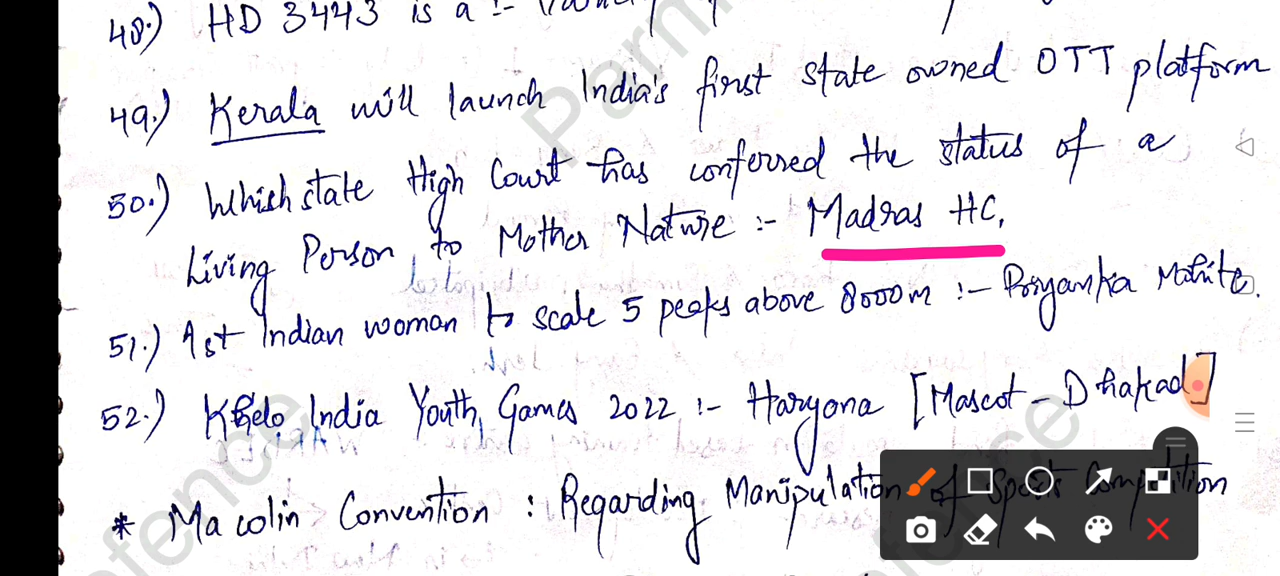 48.) HD 3443 is a :-
49.) Kerala will launch India's first state owned OTT platform
50.) Which state High Court has conferred the status of a
Living Person to Mother Nature :- Madras HC.
51.) 1st Indian woman to scale 5 peaks above 8000m :- Priyanka Mohite.
52.) Khelo India Youth Games 2022 :- Haryana [Mascot - Dhakad]
* Macolin Convention : Regarding Manipulation of Sports Competition